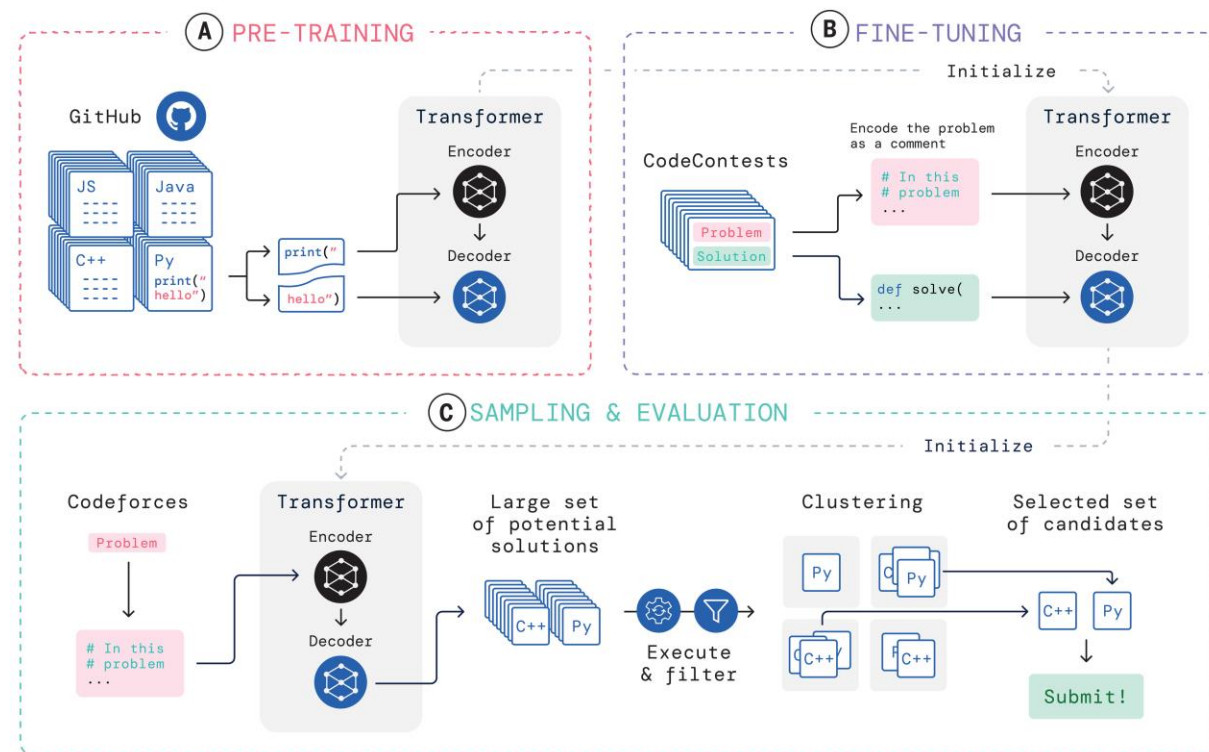 A PRE-TRAINING
GitHub
JS
Java
C++
Py
print("
hello")
print("
hello")
Transformer
Encoder
Decoder
B FINE-TUNING
Initialize
CodeContests
Problem
Solution
Encode the problem
as a comment
# In this
# problem
...
def solve(
...
Transformer
Encoder
Decoder
C SAMPLING & EVALUATION
Initialize
Codeforces
Problem
# In this
# problem
...
Transformer
Encoder
Decoder
Large set
of potential
solutions
C++
Py
Execute
& filter
Clustering
Py
C
Py
C++
C++
Selected set
of candidates
C++
Py
Submit!